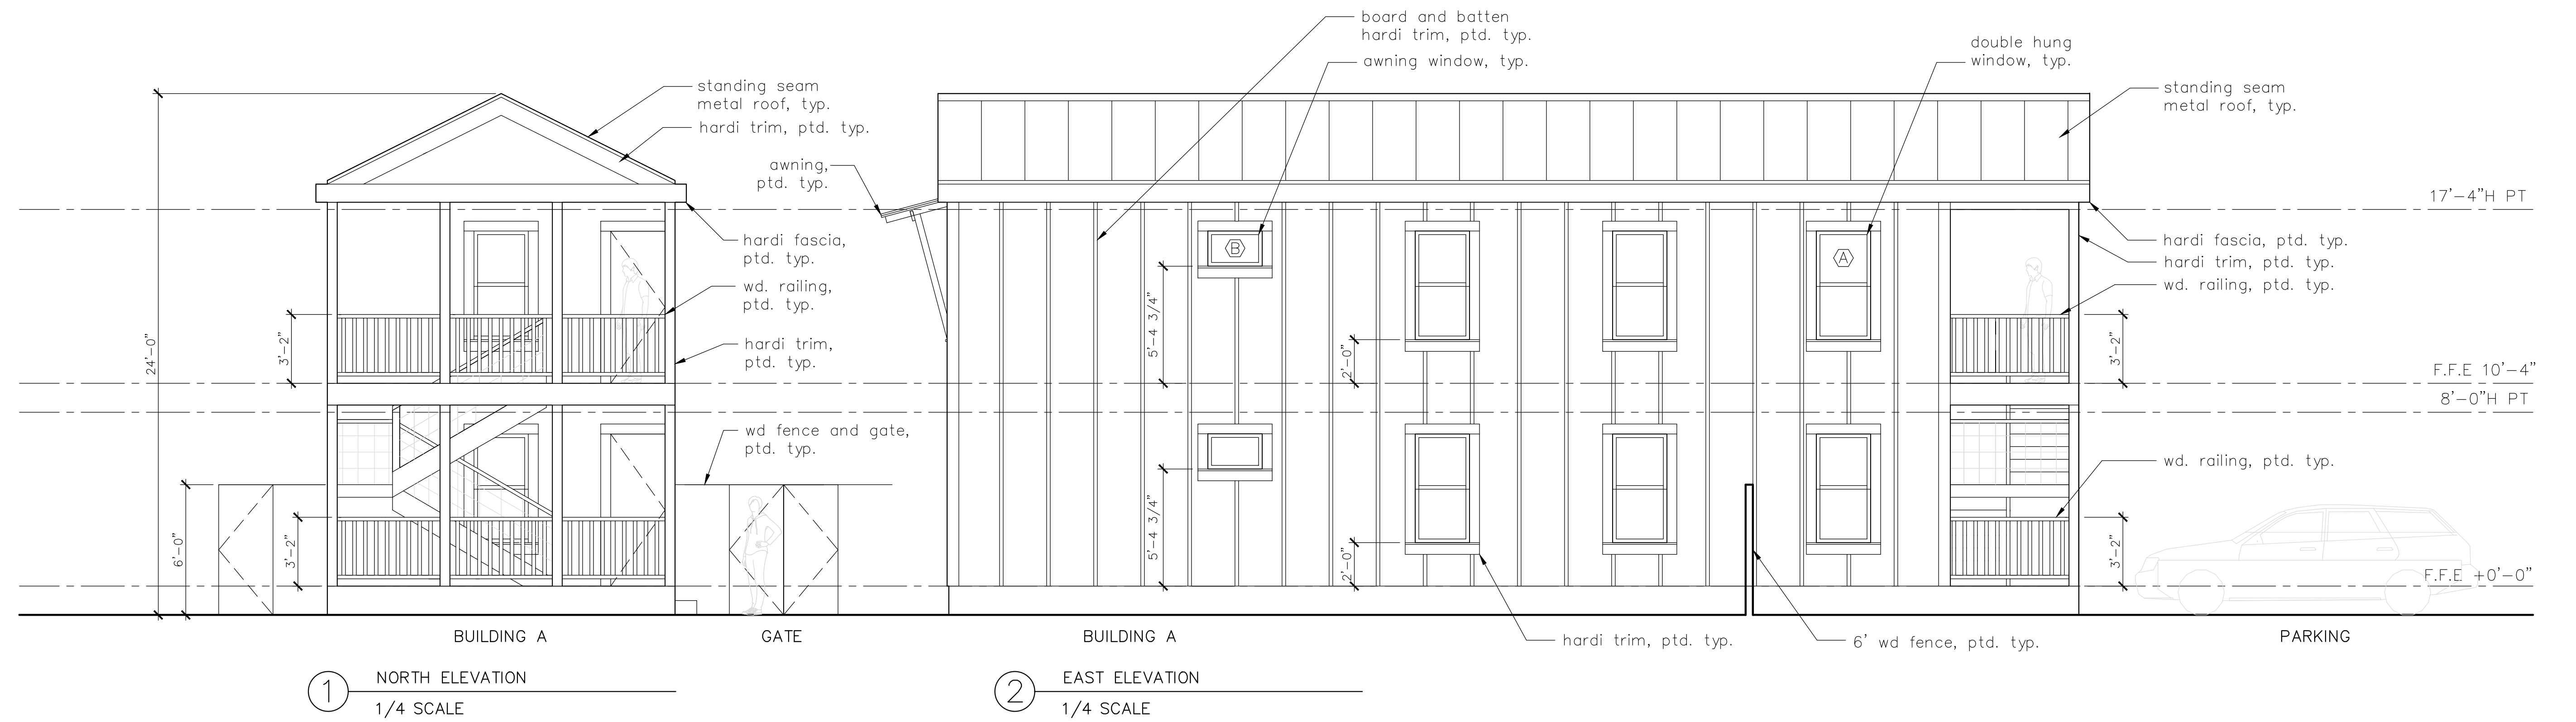 board and batten
hardi trim, ptd. typ.
awning window, typ.
double hung
window, typ.
standing seam
metal roof, typ.
hardi trim, ptd. typ.
standing seam
metal roof, typ.
awning,
ptd. typ.
17'-4"H PT
hardi fascia,
ptd. typ.
B
A
hardi fascia, ptd. typ.
hardi trim, ptd. typ.
wd. railing, ptd. typ.
wd. railing,
ptd. typ.
24'-0"
3'-2"
hardi trim,
ptd. typ.
5'-4 3/4"
2'-0"
3'-2"
F.F.E 10'-4"
8'-0"H PT
wd fence and gate,
ptd. typ.
wd. railing, ptd. typ.
6'-0"
3'-2"
5'-4 3/4"
2'-0"
3'-2"
F.F.E +0'-0"
BUILDING A
GATE
BUILDING A
hardi trim, ptd. typ.
6' wd fence, ptd. typ.
PARKING
1
NORTH ELEVATION
1/4 SCALE
2
EAST ELEVATION
1/4 SCALE